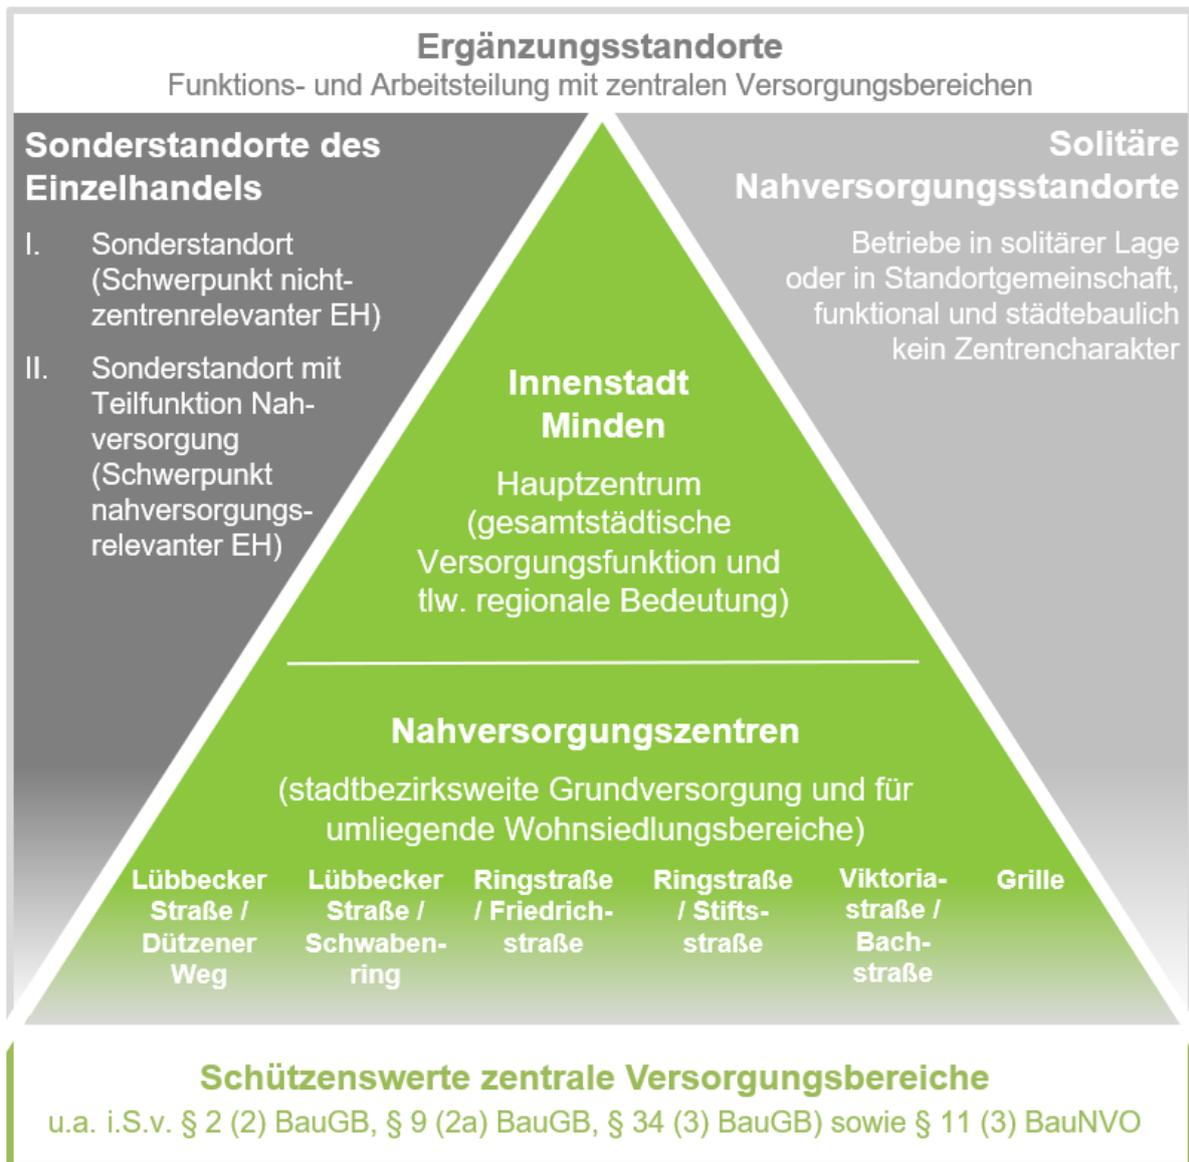 Ergänzungsstandorte
Funktions- und Arbeitsteilung mit zentralen Versorgungsbereichen
Sonderstandorte des
Einzelhandels
I. Sonderstandort
(Schwerpunkt nicht-
zentrenrelevanter EH)
II. Sonderstandort mit
Teilfunktion Nah-
versorgung
(Schwerpunkt
nahversorgungs-
relevanter EH)
Solitäre
Nahversorgungsstandorte
Betriebe in solitärer Lage
oder in Standortgemeinschaft,
funktional und städtebaulich
kein Zentrencharakter
Innenstadt
Minden
Hauptzentrum
(gesamtstädtische
Versorgungsfunktion und
tlw. regionale Bedeutung)
Nahversorgungszentren
(stadtbezirksweite Grundversorgung und für
umliegende Wohnsiedlungsbereiche)
Lübbecker
Straße /
Dützener
Weg
Lübbecker
Straße /
Schwaben-
ring
Ringstraße
/ Friedrich-
straße
Ringstraße
/ Stifts-
straße
Viktoria-
straße /
Bach-
straße
Grille
Schützenswerte zentrale Versorgungsbereiche
u.a. i.S.v. § 2 (2) BauGB, § 9 (2a) BauGB, § 34 (3) BauGB) sowie § 11 (3) BauNVO